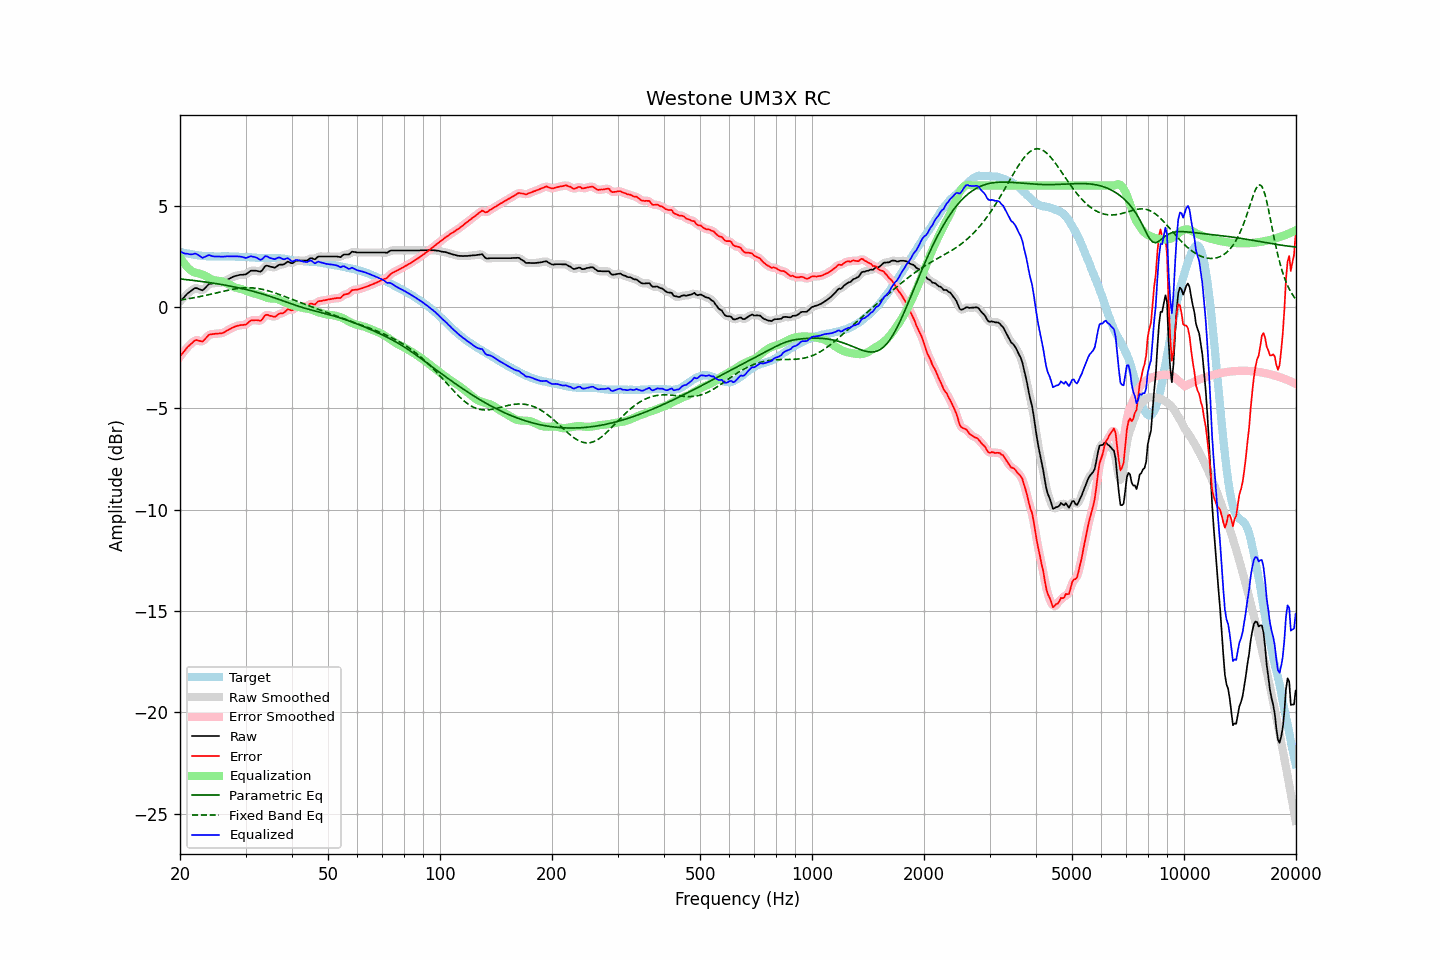 Westone UM3X RC
Amplitude (dBr)
5
0
−5
−10
−15
−20
−25
Target
Raw Smoothed
Error Smoothed
Raw
Error
Equalization
Parametric Eq
Fixed Band Eq
Equalized
20 50 100 200 500 1000 2000 5000 10000 20000
Frequency (Hz)